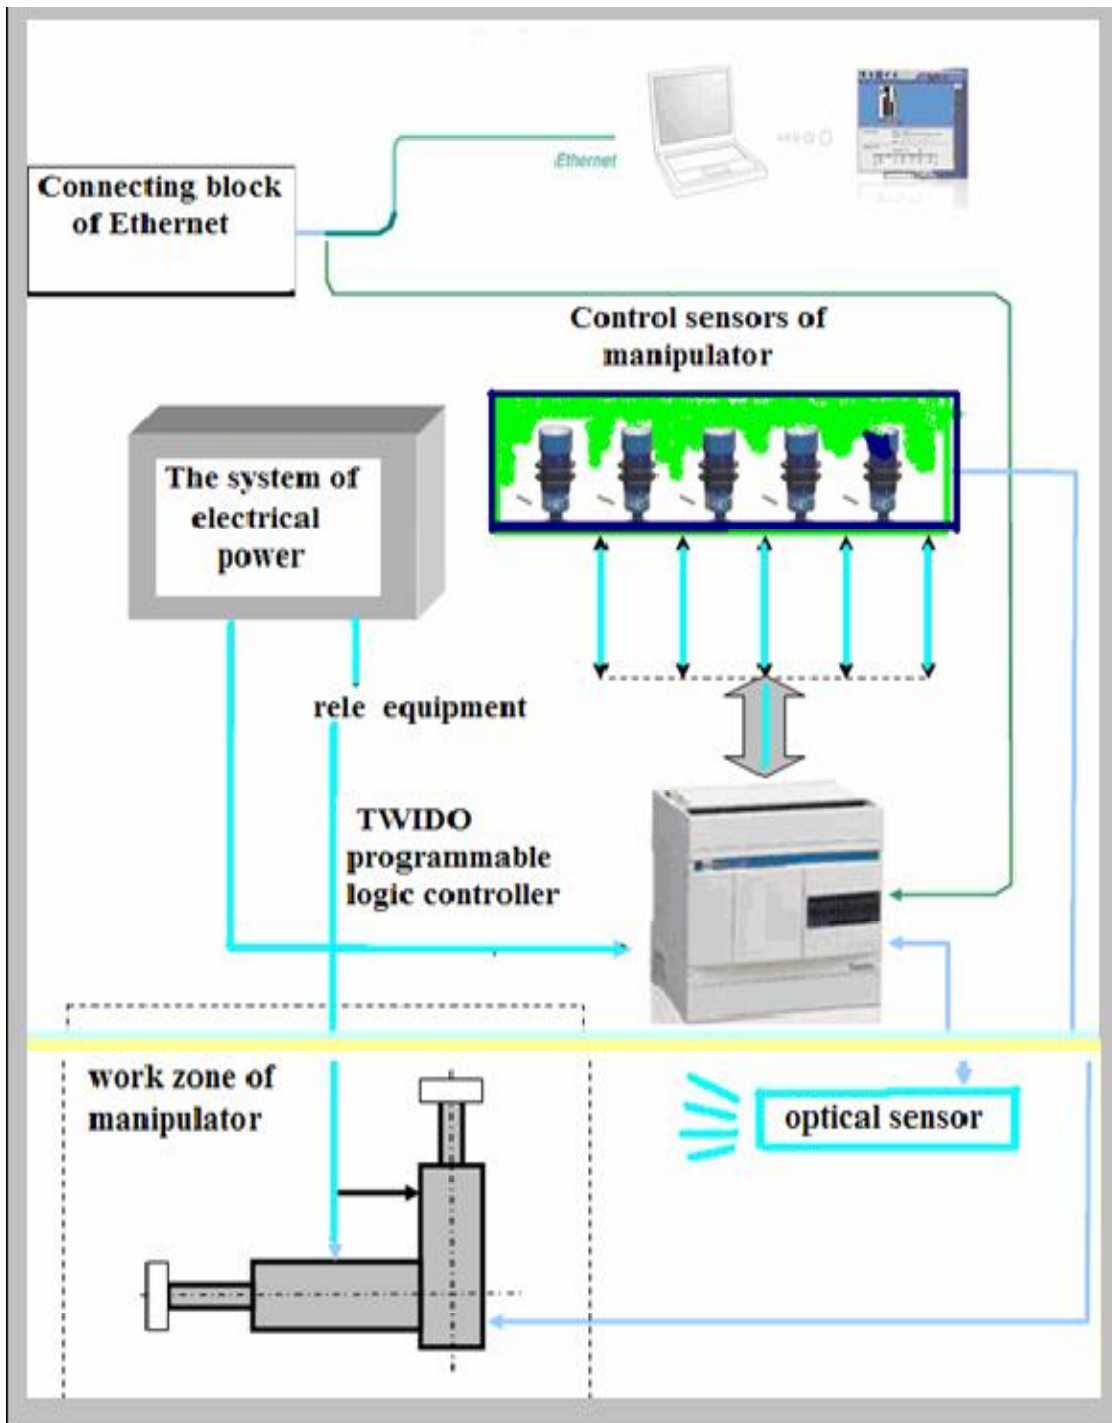 Ethernet
Connecting block
of Ethernet
Control sensors of
manipulator
The system of
electrical
power
rele equipment
TWIDO
programmable
logic controller
work zone of
manipulator
optical sensor